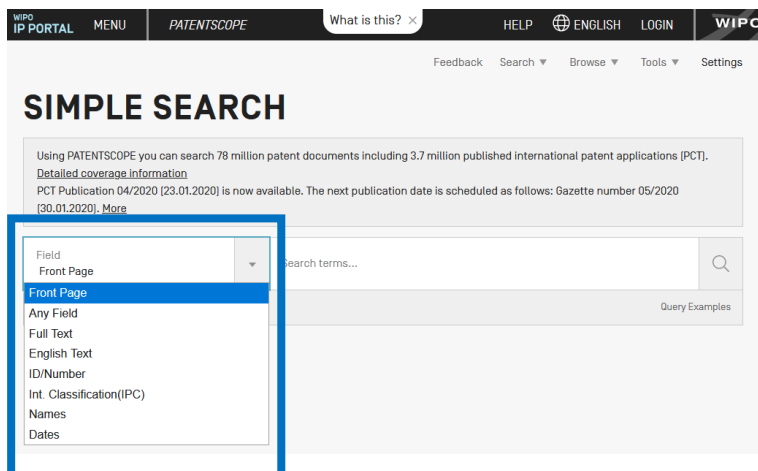 WIPO
IP PORTAL MENU PATENTSCOPE What is this? × HELP ENGLISH LOGIN WIPO
Feedback Search ▼ Browse ▼ Tools ▼ Settings
SIMPLE SEARCH
Using PATENTSCOPE you can search 78 million patent documents including 3.7 million published international patent applications (PCT).
Detailed coverage information
PCT Publication 04/2020 [23.01.2020] is now available. The next publication date is scheduled as follows: Gazette number 05/2020
[30.01.2020]. More
Field
Front Page
Search terms...
Front Page
Query Examples
Any Field
Full Text
English Text
ID/Number
Int. Classification(IPC)
Names
Dates